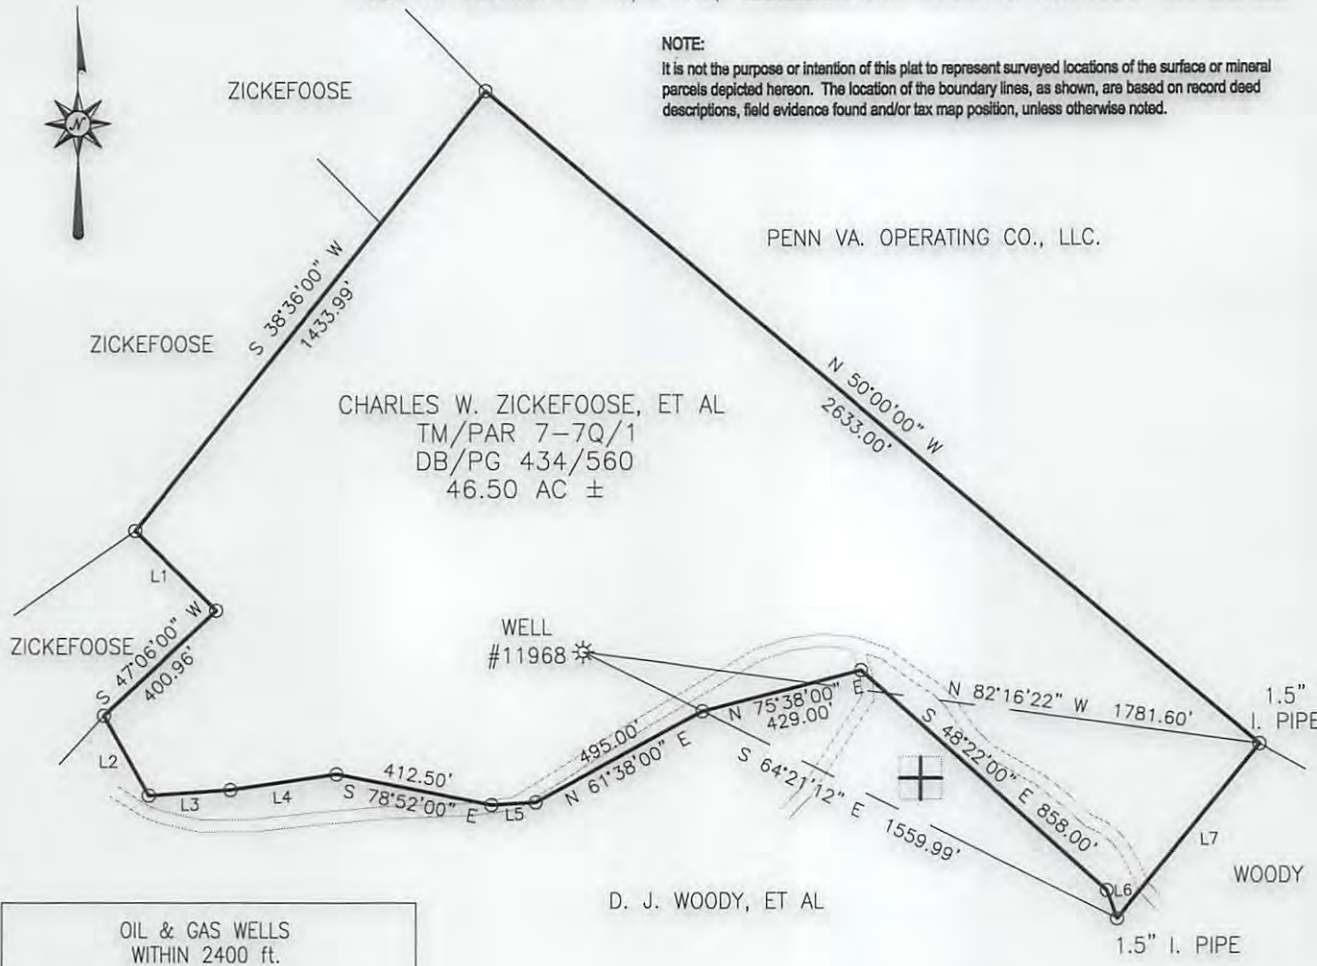 NOTE:
It is not the purpose or intention of this plat to represent surveyed locations of the surface or mineral
parcels depicted hereon. The location of the boundary lines, as shown, are based on record deed
descriptions, field evidence found and/or tax map position, unless otherwise noted.
ZICKEFOOSE
N
PENN VA. OPERATING CO., LLC.
S 38°36'00" W
1433.99'
ZICKEFOOSE
N 50°00'00" W
2633.00'
CHARLES W. ZICKEFOOSE, ET AL
TM/PAR 7-7Q/1
DB/PG 434/560
46.50 AC ±
L1
ZICKEFOOSE
S 47°06'00" W
400.96'
WELL
#11968
N 82°16'22" W 1781.60'
1.5"
I. PIPE
N 75°38'00" E
429.00'
S 48°22'00" E 858.00'
495.00'
N 61°38'00" E
S 64°21'12" E 1559.99'
L2
L3
L4
412.50'
S 78°52'00" E
L5
L6
L7
WOODY
D. J. WOODY, ET AL
1.5" I. PIPE
OIL & GAS WELLS
WITHIN 2400 ft.